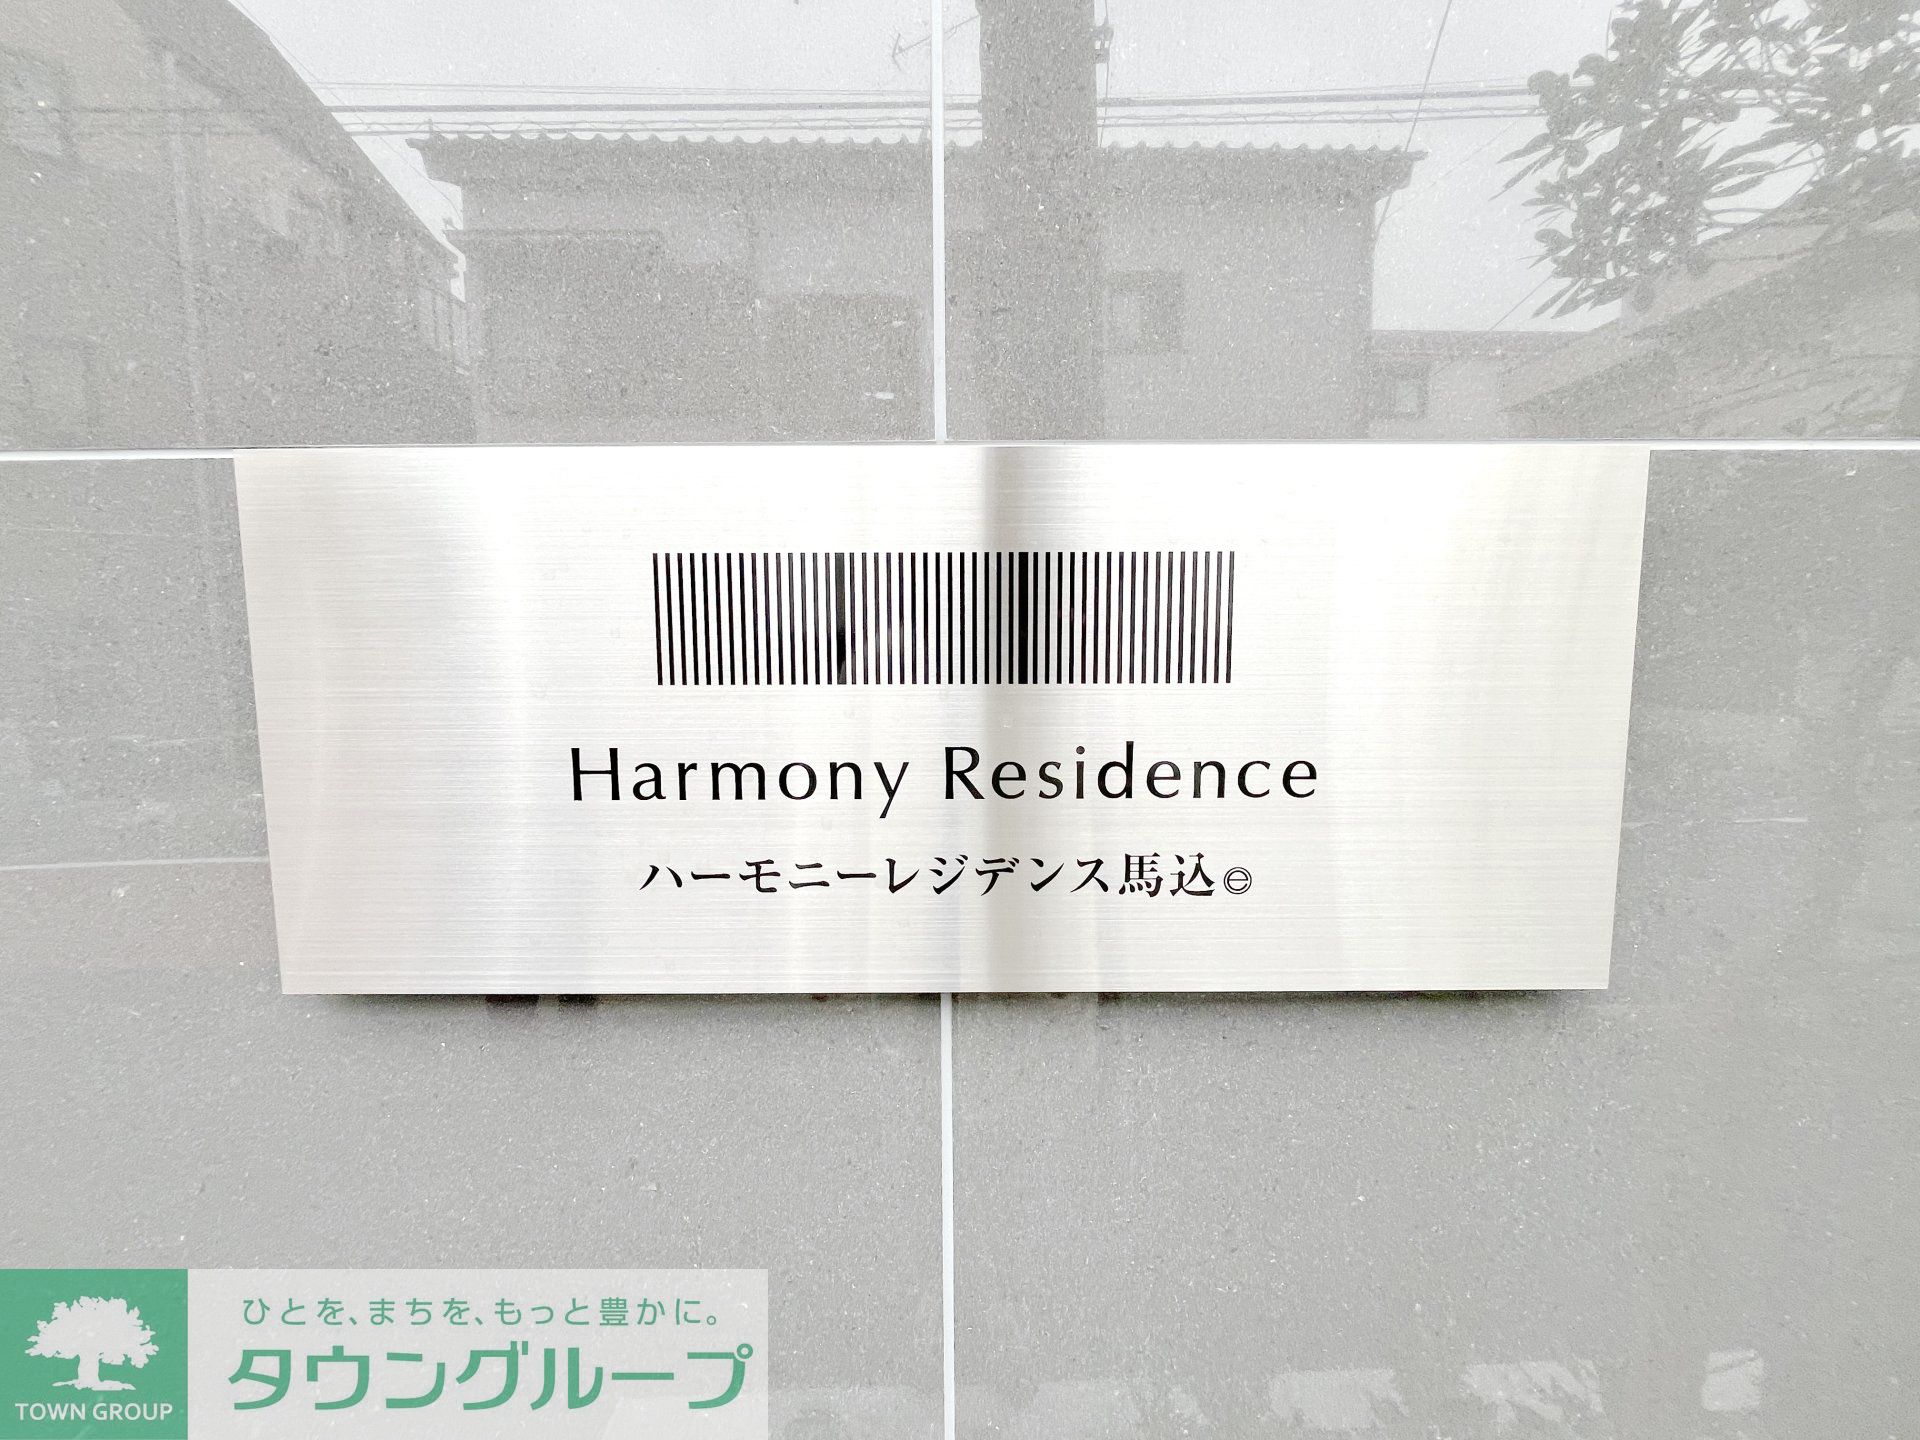 Harmony Residence
ハーモニーレジデンス馬込ⓔ
ひとを、まちを、もっと豊かに。
タウングループ
TOWN GROUP